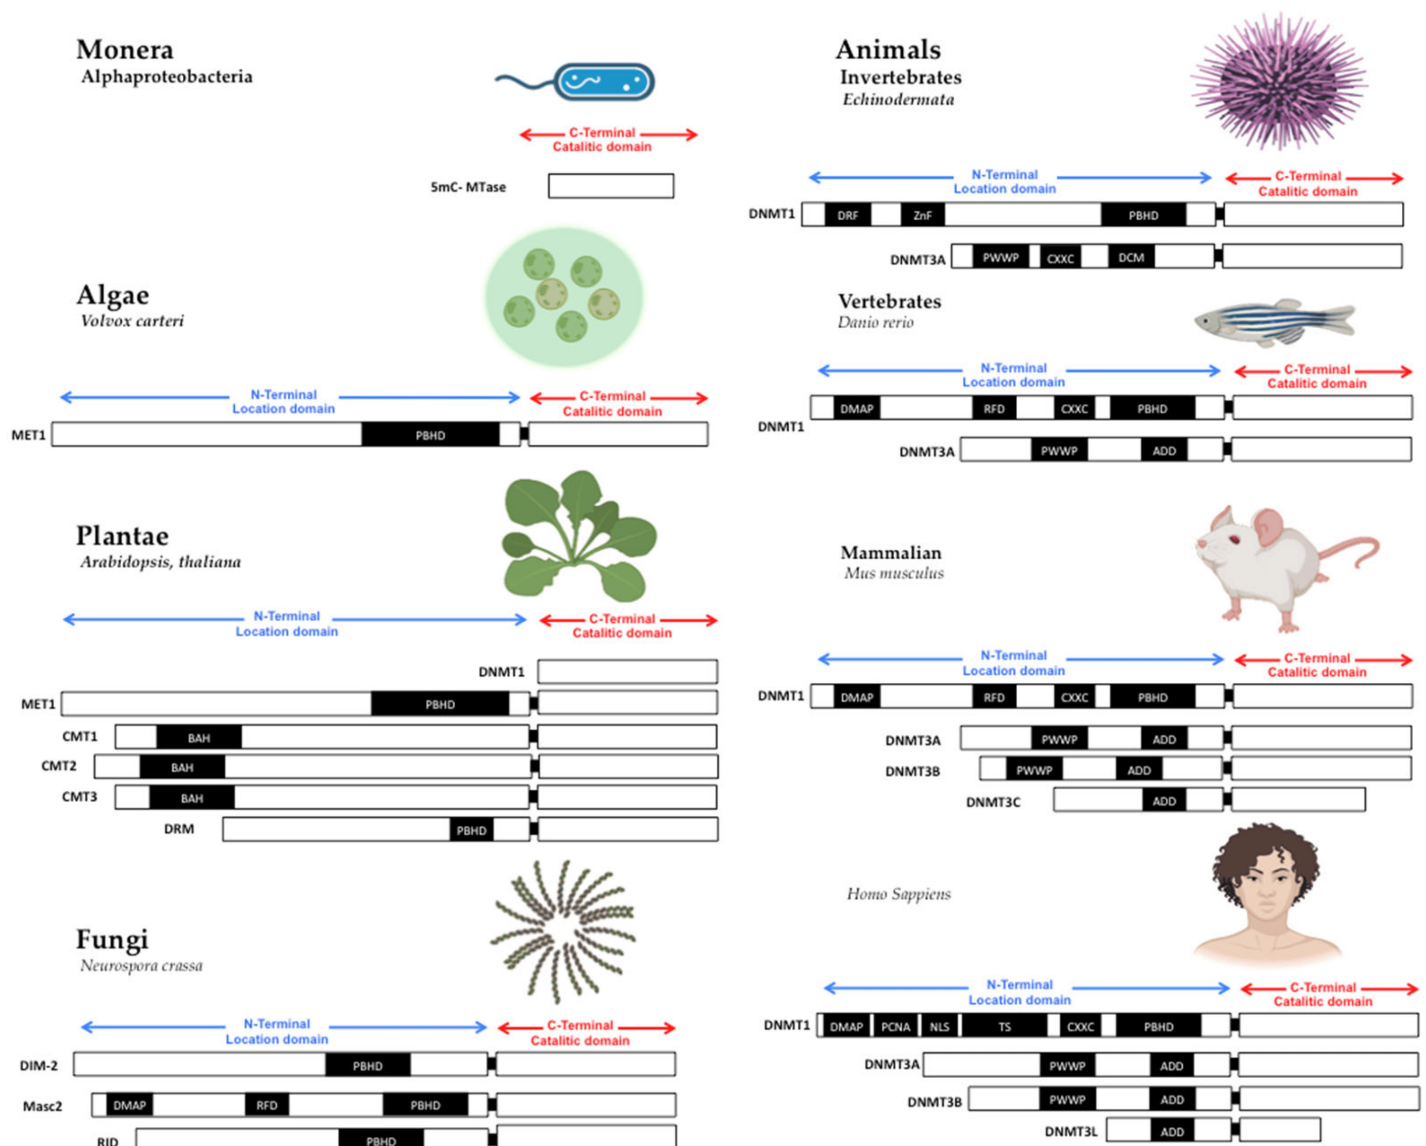 Monera
Alphaproteobacteria
C-Terminal
Catalitic domain
5mC- MTase
Algae
Volvox carteri
N-Terminal
Location domain
C-Terminal
Catalitic domain
MET1
PBHD
Plantae
Arabidopsis, thaliana
N-Terminal
Location domain
C-Terminal
Catalitic domain
DNMT1
MET1 PBHD
CMT1 BAH
CMT2 BAH
CMT3 BAH
DRM PBHD
Fungi
Neurospora crassa
N-Terminal
Location domain
C-Terminal
Catalitic domain
DIM-2 PBHD
Masc2 DMAP RFD PBHD
RID PBHD
Animals
Invertebrates
Echinodermata
N-Terminal
Location domain
C-Terminal
Catalitic domain
DNMT1 DRF ZnF PBHD
DNMT3A PWWP CXXC DCM
Vertebrates
Danio rerio
N-Terminal
Location domain
C-Terminal
Catalitic domain
DNMT1 DMAP RFD CXXC PBHD
DNMT3A PWWP ADD
Mammalian
Mus musculus
N-Terminal
Location domain
C-Terminal
Catalitic domain
DNMT1 DMAP RFD CXXC PBHD
DNMT3A PWWP ADD
DNMT3B PWWP ADD
DNMT3C ADD
Homo Sappiens
N-Terminal
Location domain
C-Terminal
Catalitic domain
DNMT1 DMAP PCNA NLS TS CXXC PBHD
DNMT3A PWWP ADD
DNMT3B PWWP ADD
DNMT3L ADD